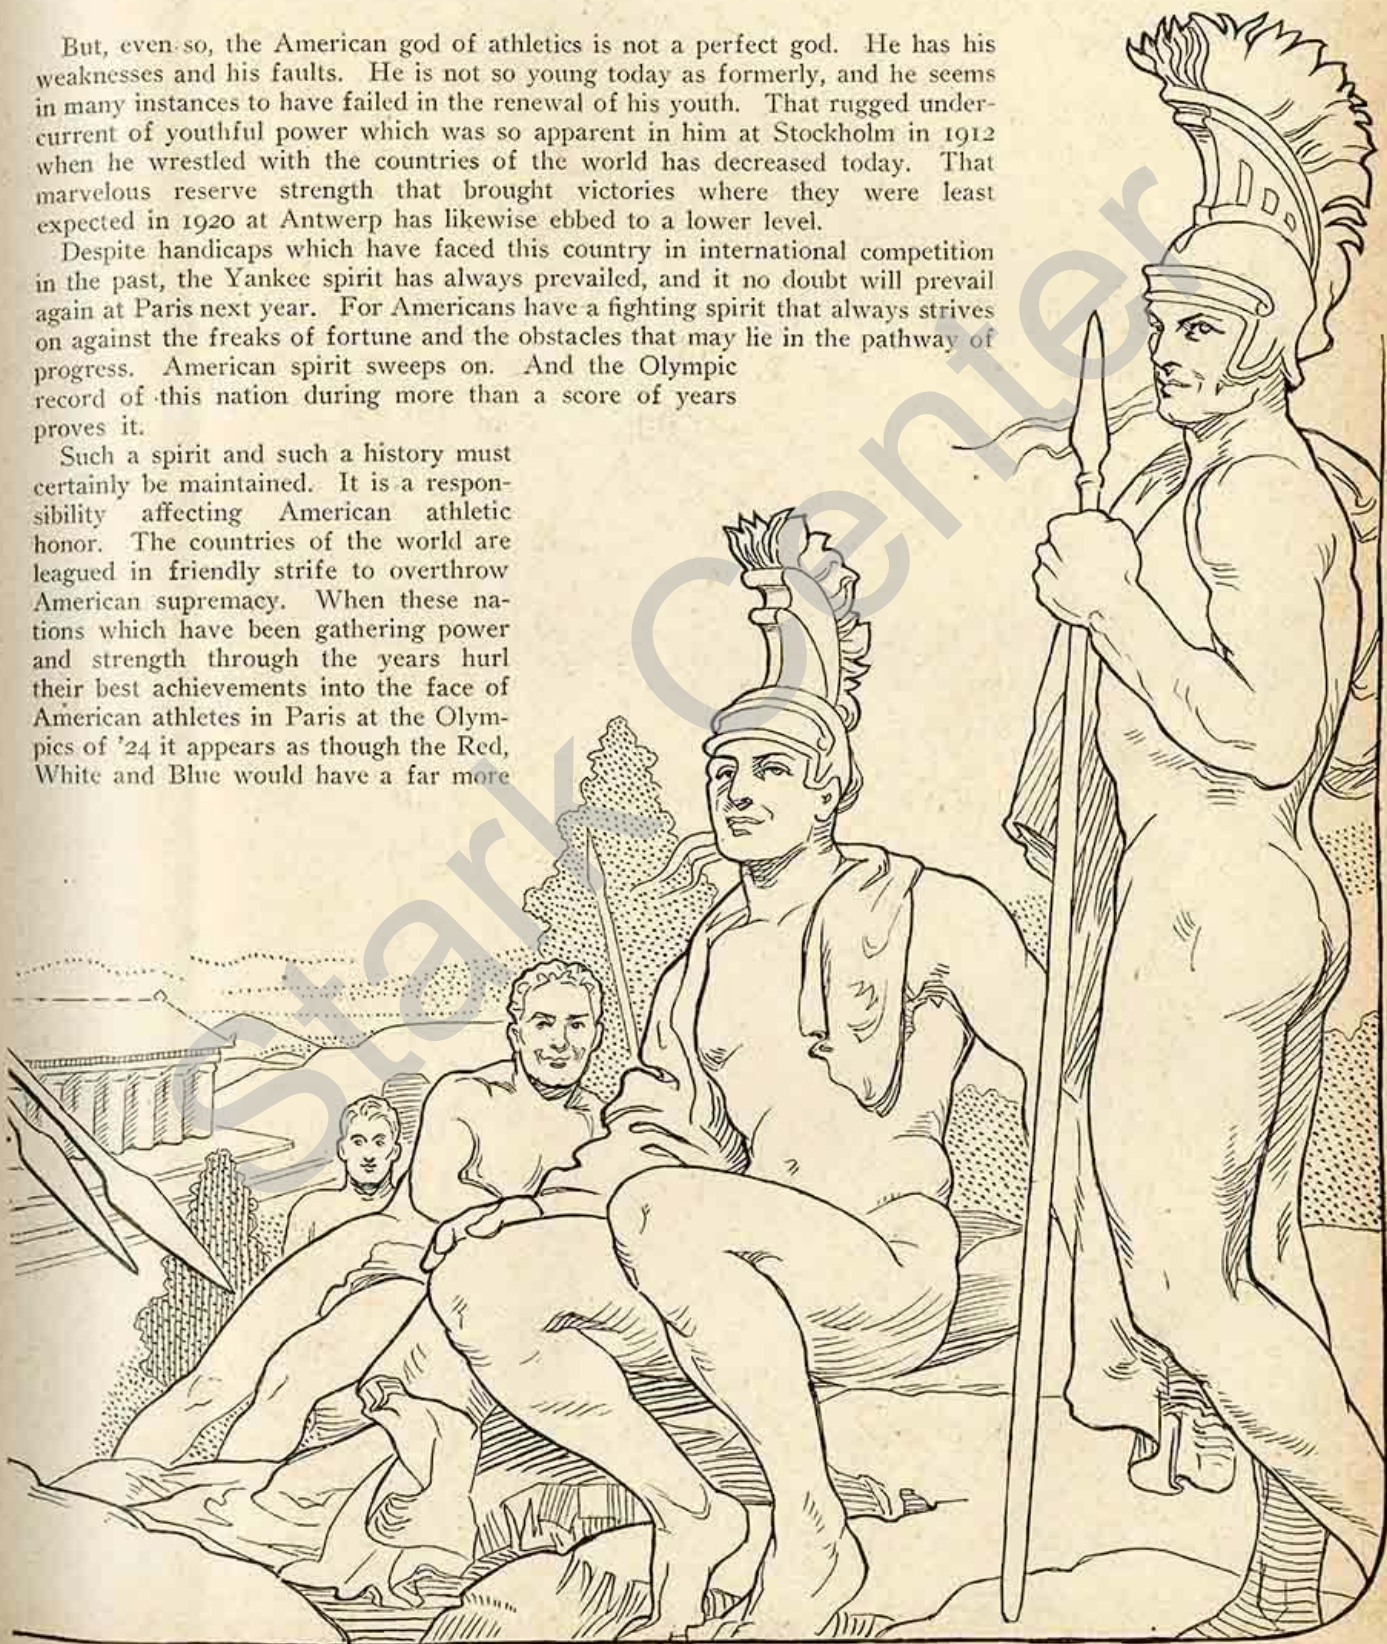 But, even so, the American god of athletics is not a perfect god. He has his
weaknesses and his faults. He is not so young today as formerly, and he seems
in many instances to have failed in the renewal of his youth. That rugged under-
current of youthful power which was so apparent in him at Stockholm in 1912
when he wrestled with the countries of the world has decreased today. That
marvelous reserve strength that brought victories where they were least
expected in 1920 at Antwerp has likewise ebbed to a lower level.
Despite handicaps which have faced this country in international competition
in the past, the Yankee spirit has always prevailed, and it no doubt will prevail
again at Paris next year. For Americans have a fighting spirit that always strives
on against the freaks of fortune and the obstacles that may lie in the pathway of
progress. American spirit sweeps on. And the Olympic
record of this nation during more than a score of years
proves it.
Such a spirit and such a history must
certainly be maintained. It is a respon-
sibility affecting American athletic
honor. The countries of the world are
leagued in friendly strife to overthrow
American supremacy. When these na-
tions which have been gathering power
and strength through the years hurl
their best achievements into the face of
American athletes in Paris at the Olym-
pics of '24 it appears as though the Red,
White and Blue would have a far more
Stark Center